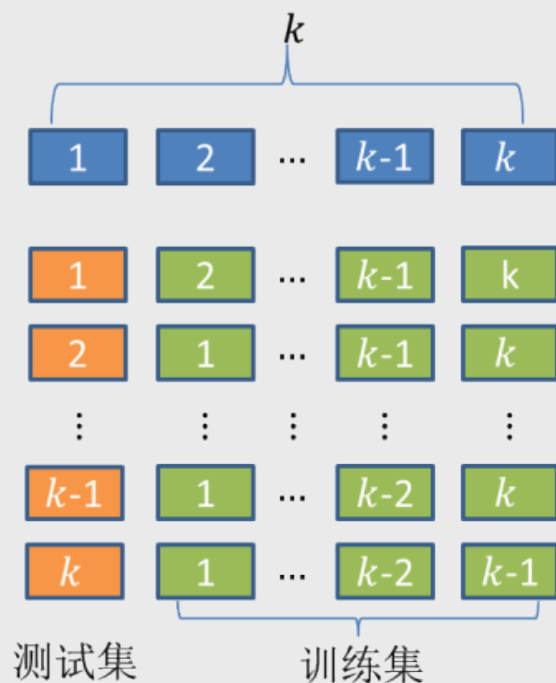 k
1 2 ... k-1 k
1 2 ... k-1 k
2 1 ... k-1 k
⋮ ⋮ ⋮ ⋮ ⋮
k-1 1 ... k-2 k
k 1 ... k-2 k-1
测试集 训练集